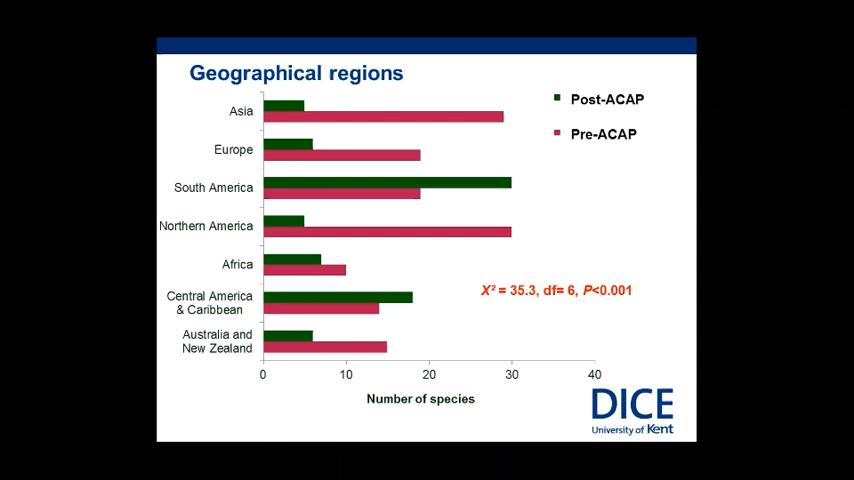 Geographical regions
Post-ACAP
Pre-ACAP
Asia
Europe
South America
Northern America
Africa
Central America
& Caribbean
Australia and
New Zealand
X² = 35.3, df= 6, P<0.001
0 10 20 30 40
Number of species
DICE
University of Kent